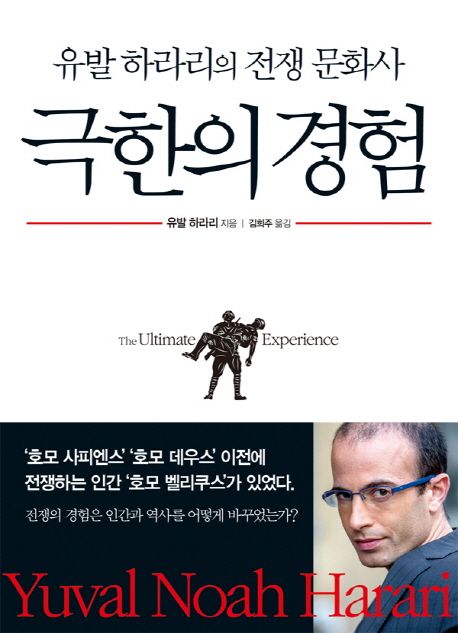 유발 하라리의 전쟁 문화사
극한의 경험
유발 하라리 지음 | 김희주 옮김
The Ultimate Experience
‘호모 사피엔스’ ‘호모 데우스’ 이전에
전쟁하는 인간 ‘호모 벨리쿠스’가 있었다.
전쟁의 경험은 인간과 역사를 어떻게 바꾸었는가?
Yuval Noah Harari